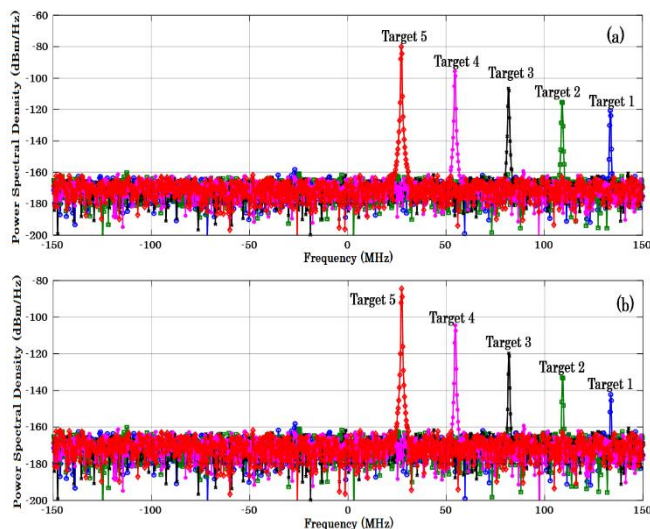 -60
Target 5
(a)
-80
Target 4
-100
Target 3
Target 2
Target 1
-120
-140
-160
-180
-200
-150 -100 -50 0 50 100 150
Frequency (MHz)
Power Spectral Density (dBm/Hz)
-80
Target 5
(b)
-100
Target 4
Target 3
-120
Target 2
Target 1
-140
-160
-180
-200
-150 -100 -50 0 50 100 150
Frequency (MHz)
Power Spectral Density (dBm/Hz)